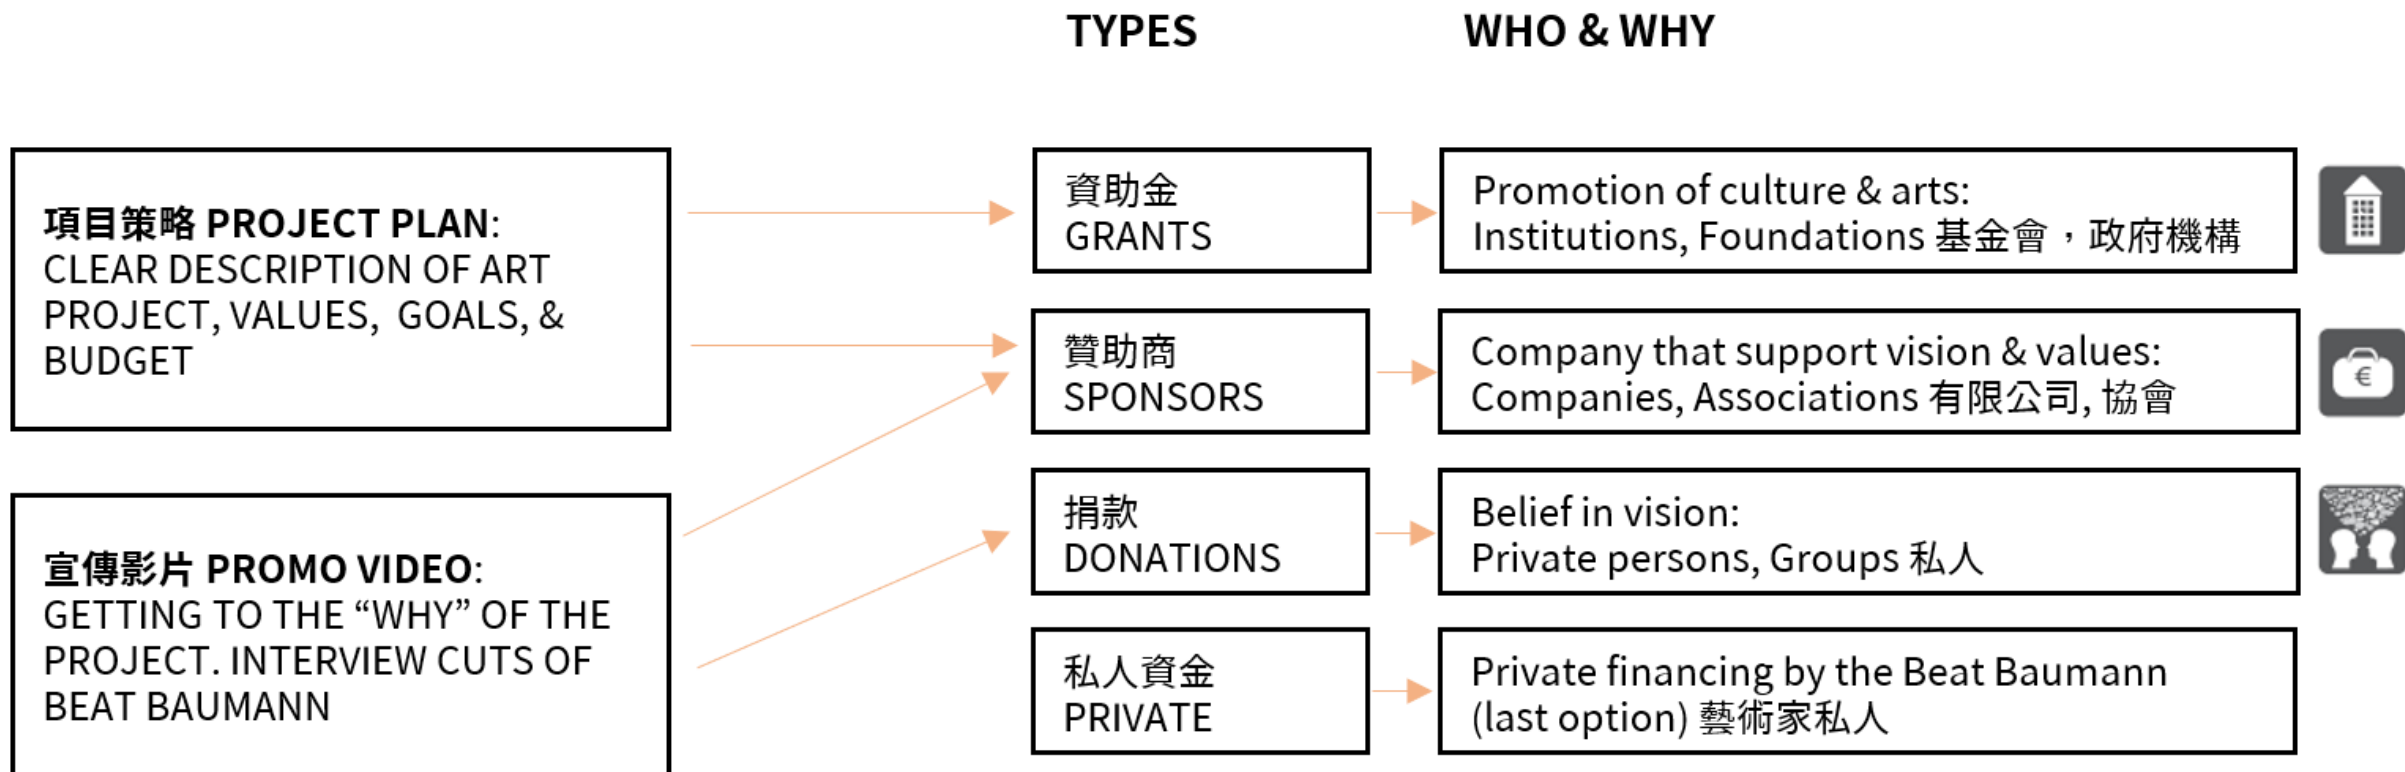 TYPES
WHO & WHY
項目策略 PROJECT PLAN:
CLEAR DESCRIPTION OF ART
PROJECT, VALUES,  GOALS, &
BUDGET
宣傳影片 PROMO VIDEO:
GETTING TO THE “WHY” OF THE
PROJECT. INTERVIEW CUTS OF
BEAT BAUMANN
資助金
GRANTS
Promotion of culture & arts:
Institutions, Foundations 基金會，政府機構
贊助商
SPONSORS
Company that support vision & values:
Companies, Associations 有限公司, 協會
€
捐款
DONATIONS
Belief in vision:
Private persons, Groups 私人
私人資金
PRIVATE
Private financing by the Beat Baumann
(last option) 藝術家私人